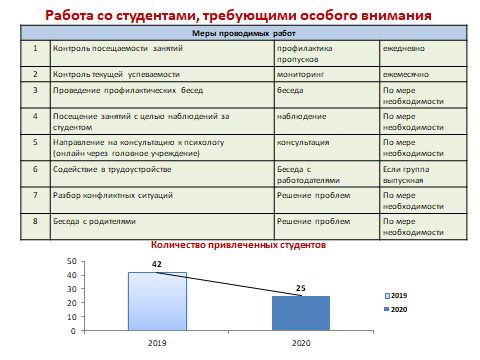 Работа со студентами, требующими особого внимания
Меры проводимых работ
1 Контроль посещаемости занятий профилактика пропусков ежедневно
2 Контроль текущей успеваемости мониторинг ежемесячно
3 Проведение профилактических бесед беседа По мере необходимости
4 Посещение занятий с целью наблюдений за студентом наблюдение По мере необходимости
5 Направление на консультацию к психологу (онлайн через головное учреждение) консультация По мере необходимости
6 Содействие в трудоустройстве Беседа с работодателями Если группа выпускная
7 Разбор конфликтных ситуаций Решение проблем По мере необходимости
8 Беседа с родителями Решение проблем По мере необходимости
Количество привлеченных студентов
50
40
30
20
10
0
42
25
2019
2020
2019
2020